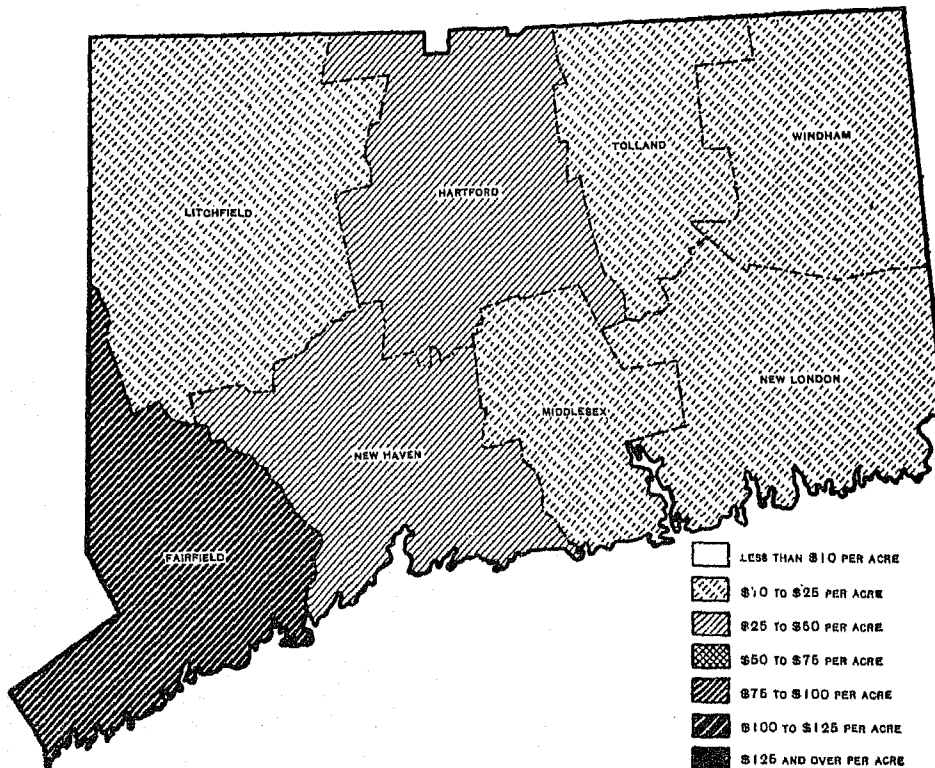 WINDHAM
TOLLAND
HARTFORD
LITCHFIELD
NEW LONDON
MIDDLESEX
NEW HAVEN
FAIRFIELD
LESS THAN $10 PER ACRE
$10 TO $25 PER ACRE
$25 TO $50 PER ACRE
$50 TO $75 PER ACRE
$75 TO $100 PER ACRE
$100 TO $125 PER ACRE
$125 AND OVER PER ACRE